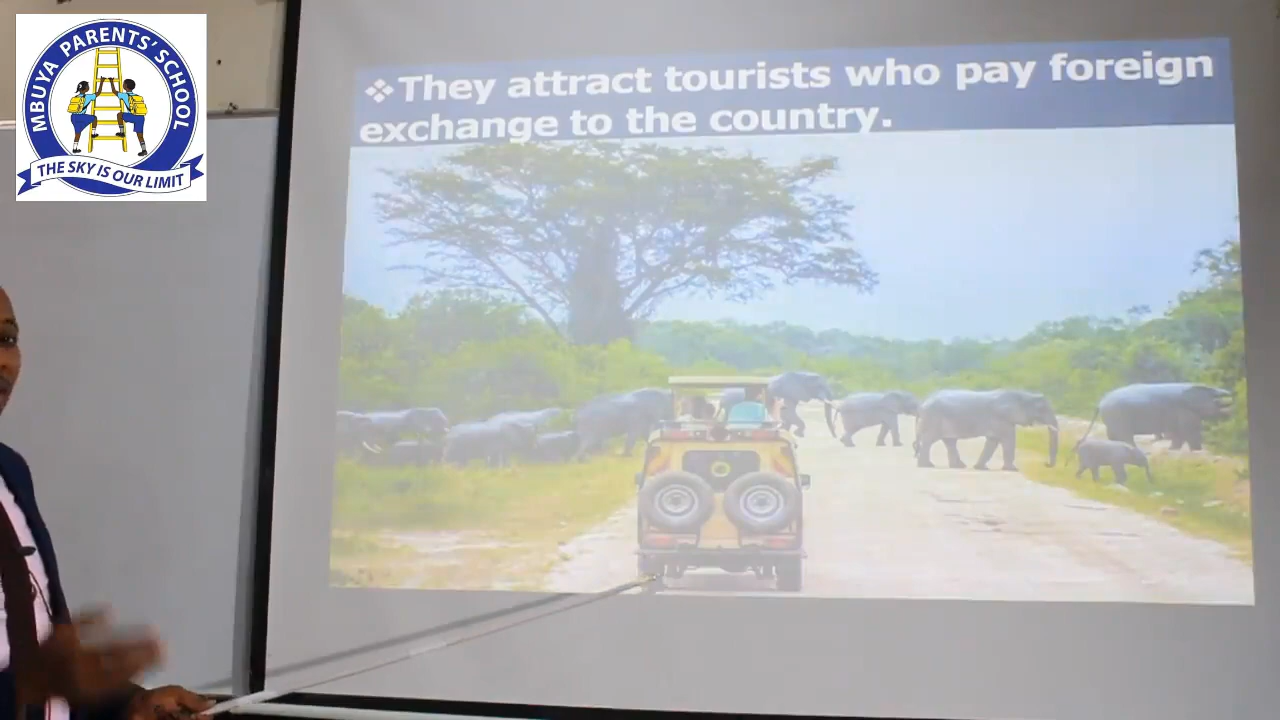 MBUYA PARENTS' SCHOOL
THE SKY IS OUR LIMIT
❖They attract tourists who pay foreign
exchange to the country.